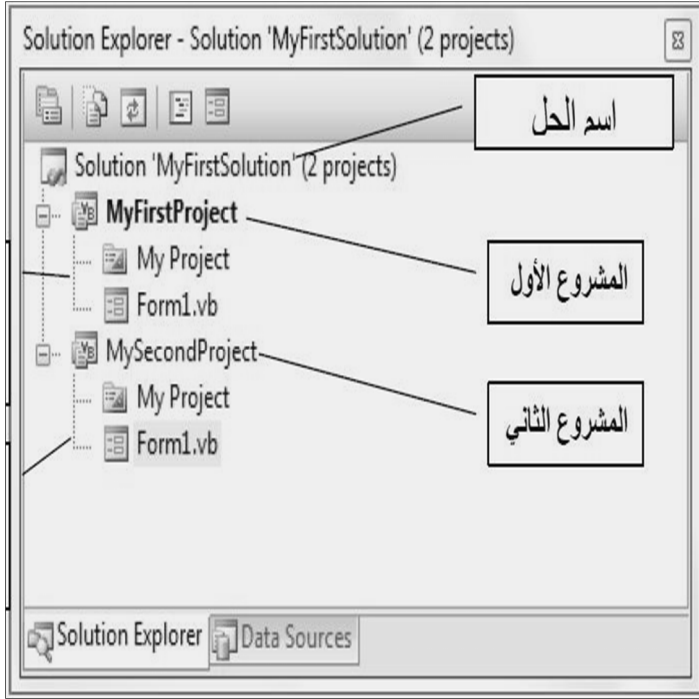 Solution Explorer - Solution 'MyFirstSolution' (2 projects)
اسم الحل
Solution 'MyFirstSolution' (2 projects)
MyFirstProject
المشروع الأول
My Project
Form1.vb
MySecondProject
المشروع الثاني
My Project
Form1.vb
Solution Explorer
Data Sources